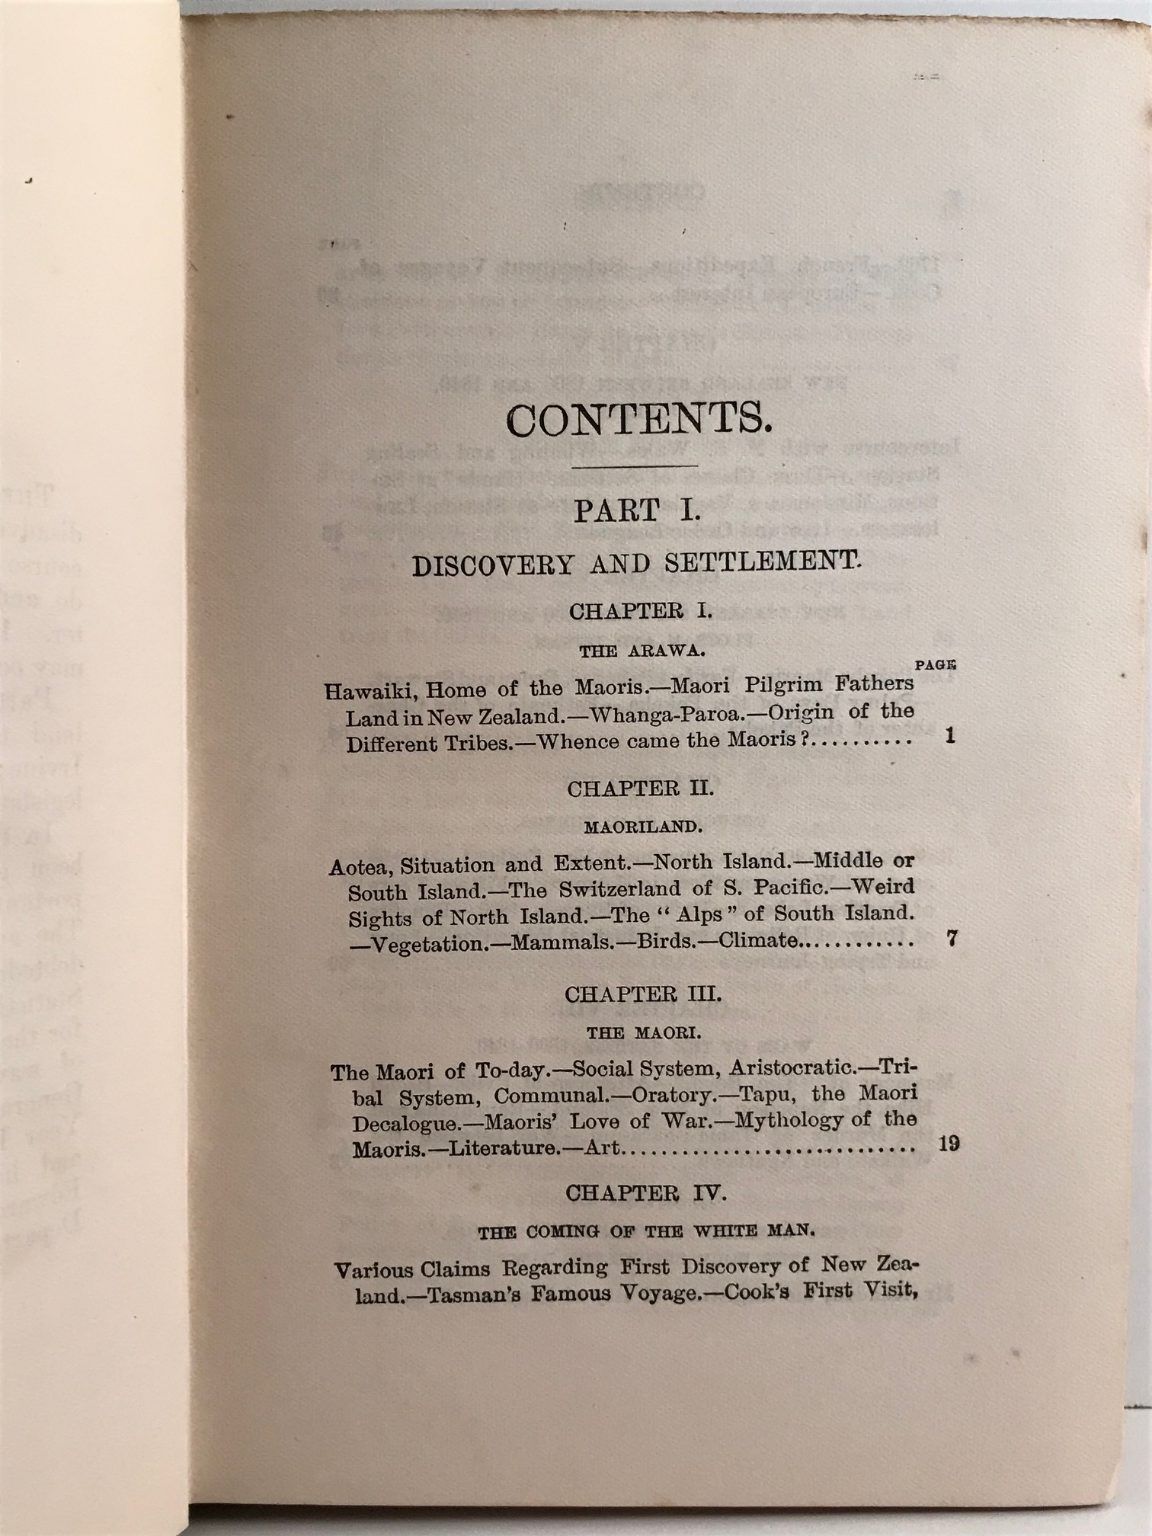 CONTENTS.
PART I.
DISCOVERY AND SETTLEMENT.
CHAPTER I.
THE ARAWA.
PAGE
Hawaiki, Home of the Maoris.—Maori Pilgrim Fathers
Land in New Zealand.—Whanga-Paroa.—Origin of the
Different Tribes.—Whence came the Maoris?.......... 1
CHAPTER II.
MAORILAND.
Aotea, Situation and Extent.—North Island.—Middle or
South Island.—The Switzerland of S. Pacific.—Weird
Sights of North Island.—The “Alps” of South Island.
—Vegetation.—Mammals.—Birds.—Climate............ 7
CHAPTER III.
THE MAORI.
The Maori of To-day.—Social System, Aristocratic.—Tri-
bal System, Communal.—Oratory.—Tapu, the Maori
Decalogue.—Maoris’ Love of War.—Mythology of the
Maoris.—Literature.—Art.............................. 19
CHAPTER IV.
THE COMING OF THE WHITE MAN.
Various Claims Regarding First Discovery of New Zea-
land.—Tasman’s Famous Voyage.—Cook’s First Visit,